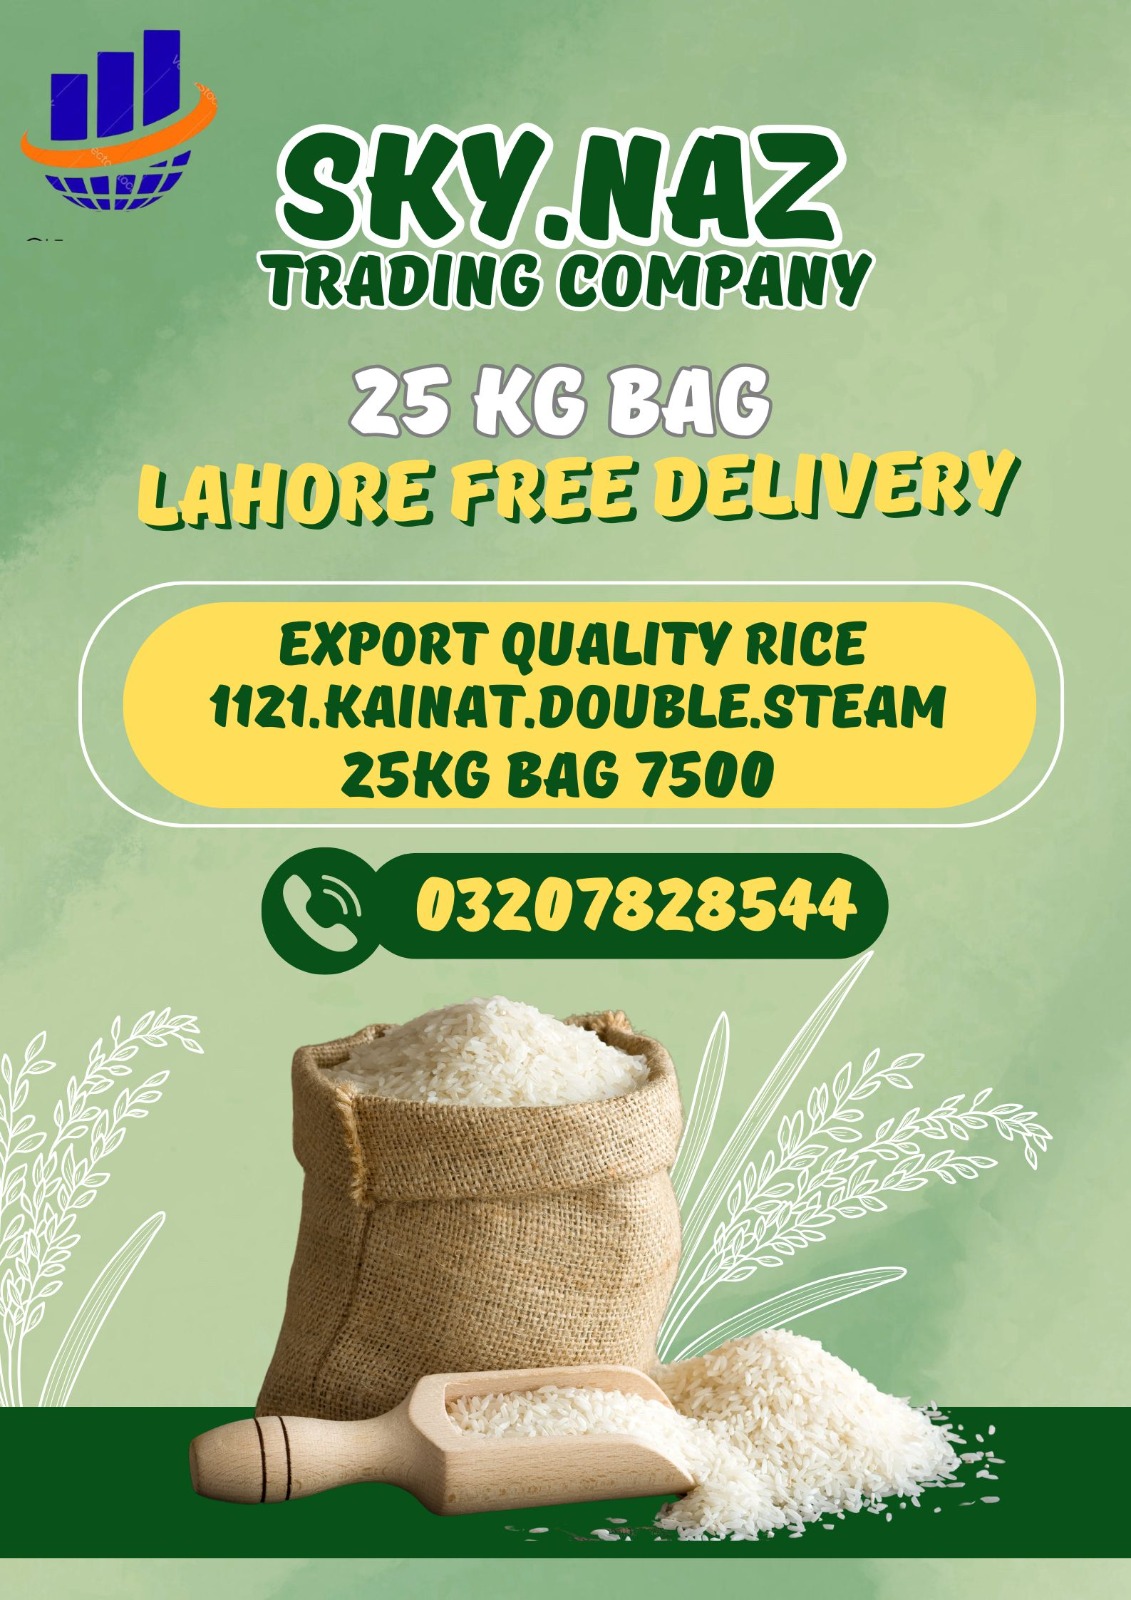 SKY.NAZ
TRADING COMPANY
25 KG BAG
LAHORE FREE DELIVERY
EXPORT QUALITY RICE
1121.KAINAT.DOUBLE.STEAM
25KG BAG 7500
03207828544